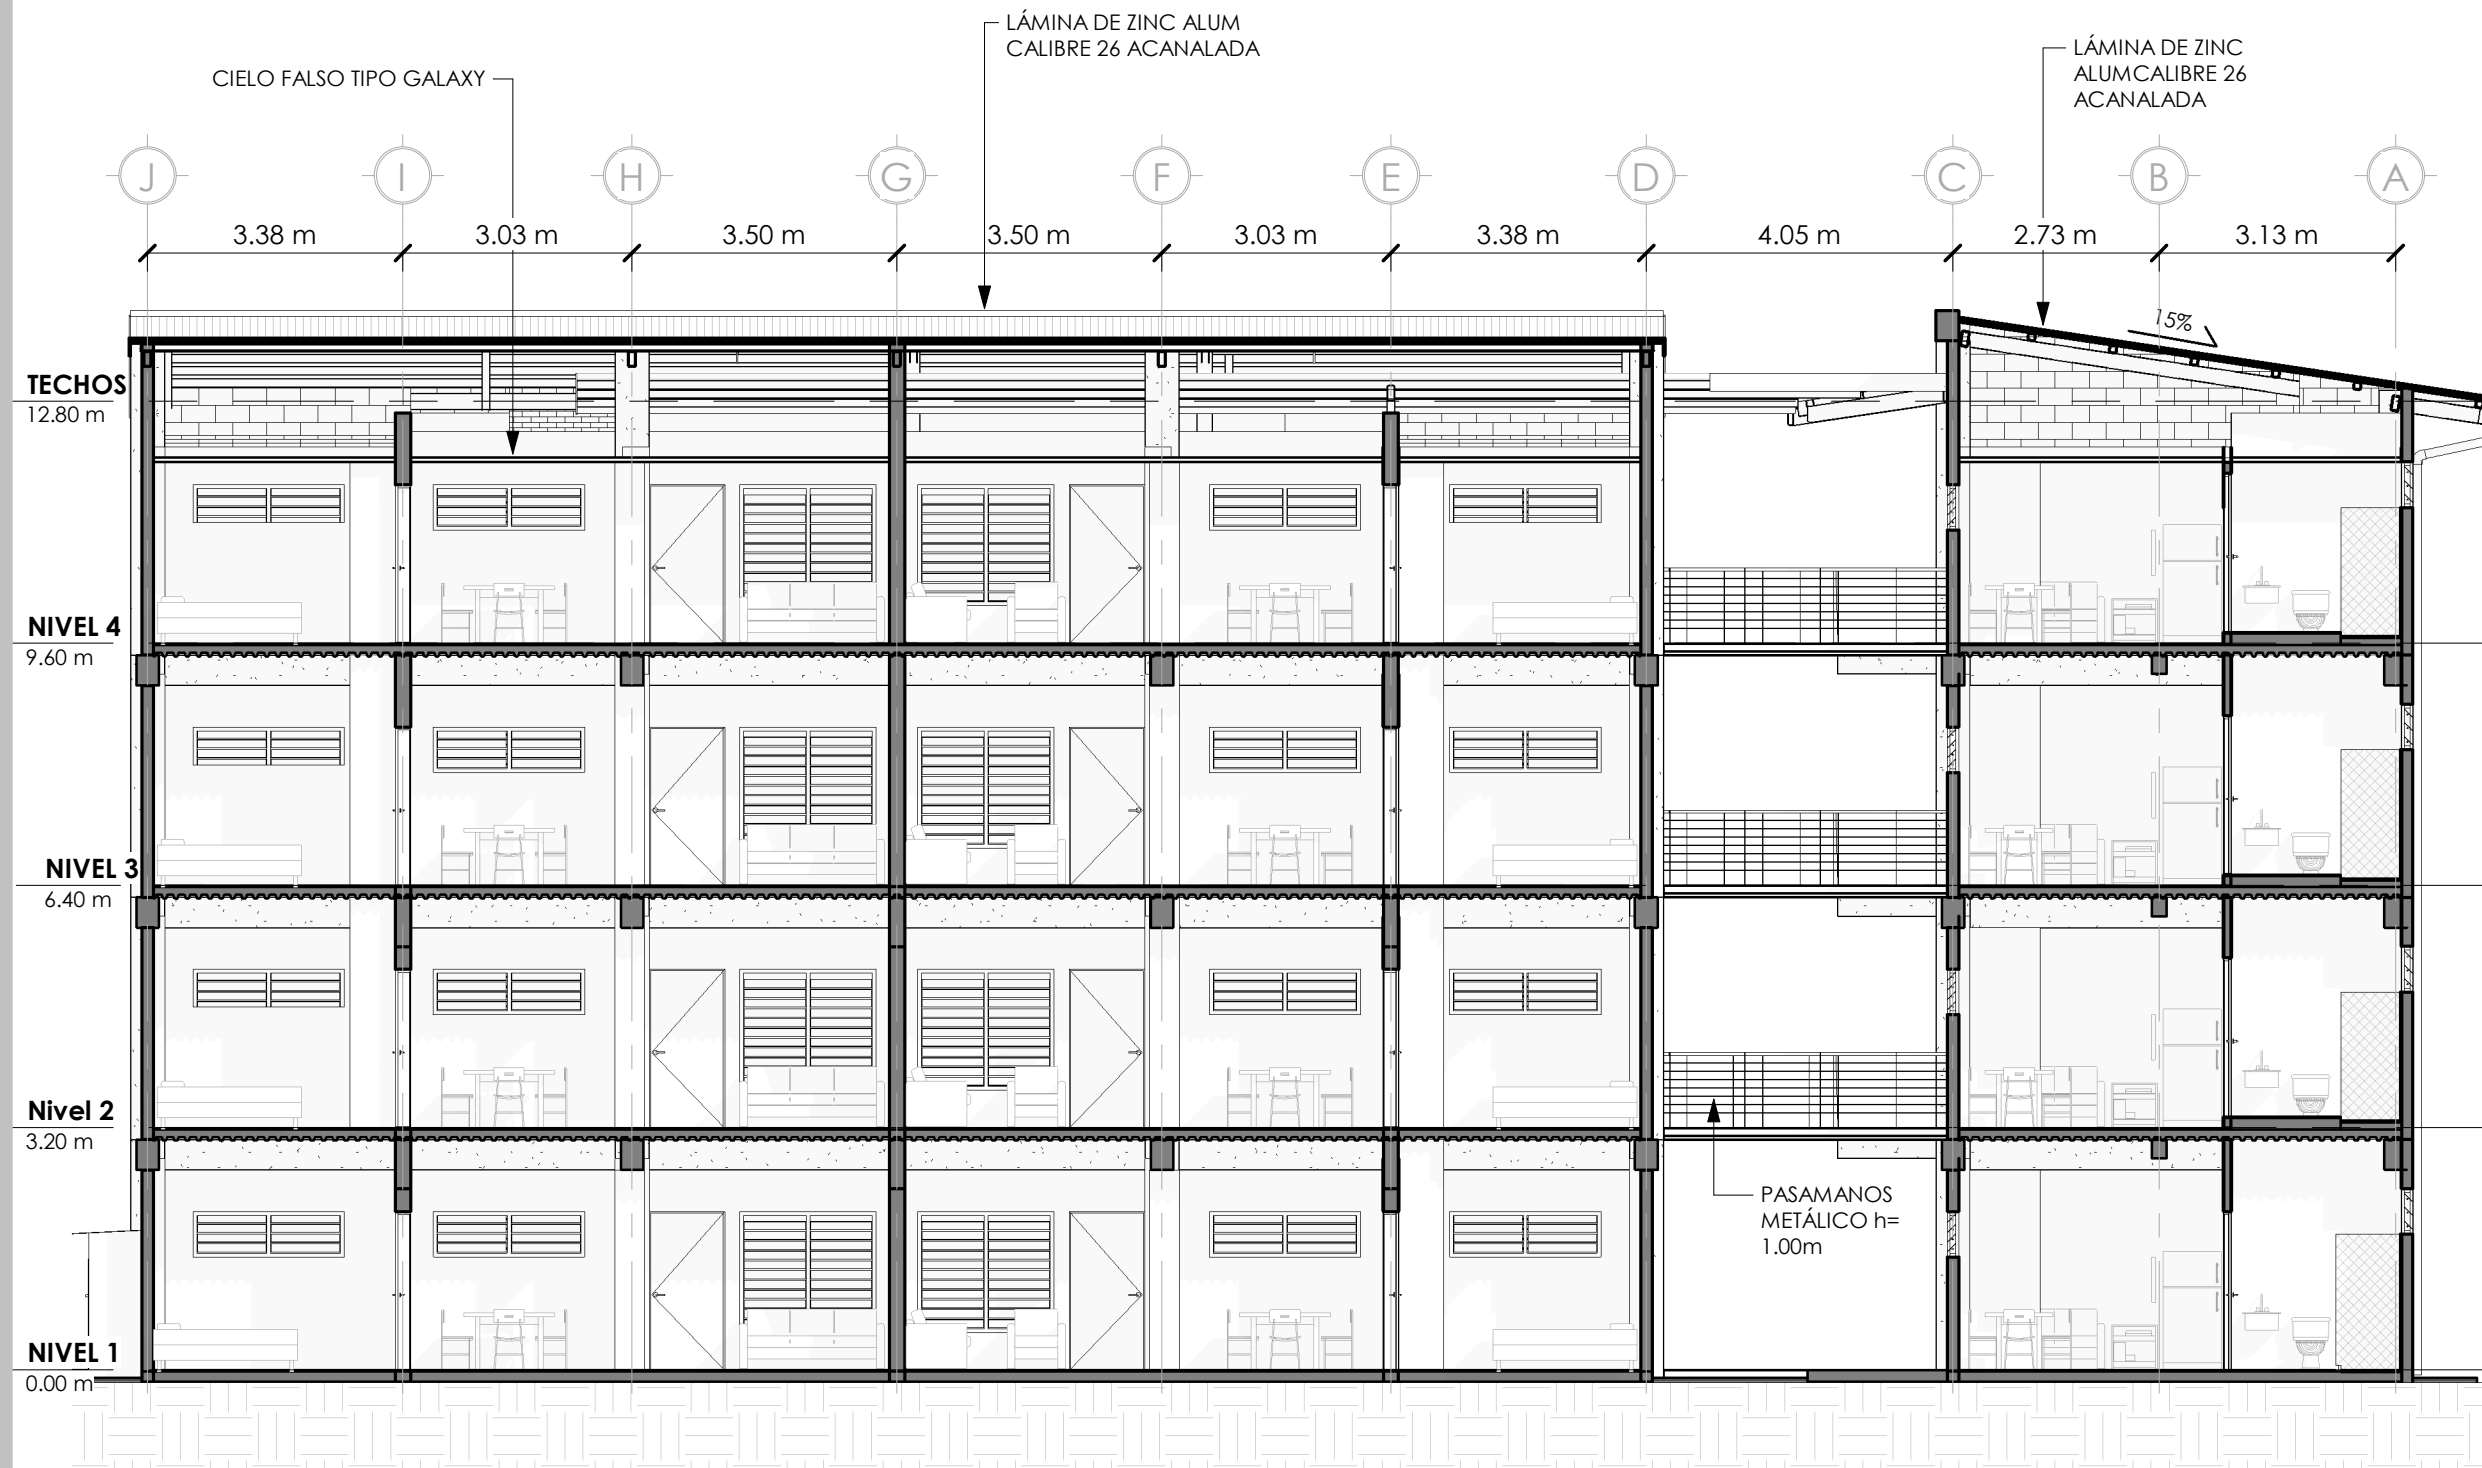 LÁMINA DE ZINC ALUM
CALIBRE 26 ACANALADA
LÁMINA DE ZINC
ALUMCALIBRE 26
ACANALADA
CIELO FALSO TIPO GALAXY
J I H G F E D C B A
3.38 m 3.03 m 3.50 m 3.50 m 3.03 m 3.38 m 4.05 m 2.73 m 3.13 m
15%
TECHOS
12.80 m
NIVEL 4
9.60 m
NIVEL 3
6.40 m
Nivel 2
3.20 m
PASAMANOS
METÁLICO h=
1.00m
NIVEL 1
0.00 m